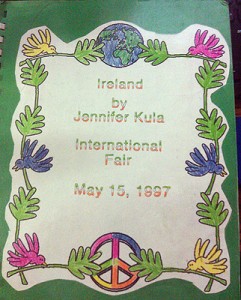 Ireland
by
Jennifer Kula
International
Fair
May 15, 1997